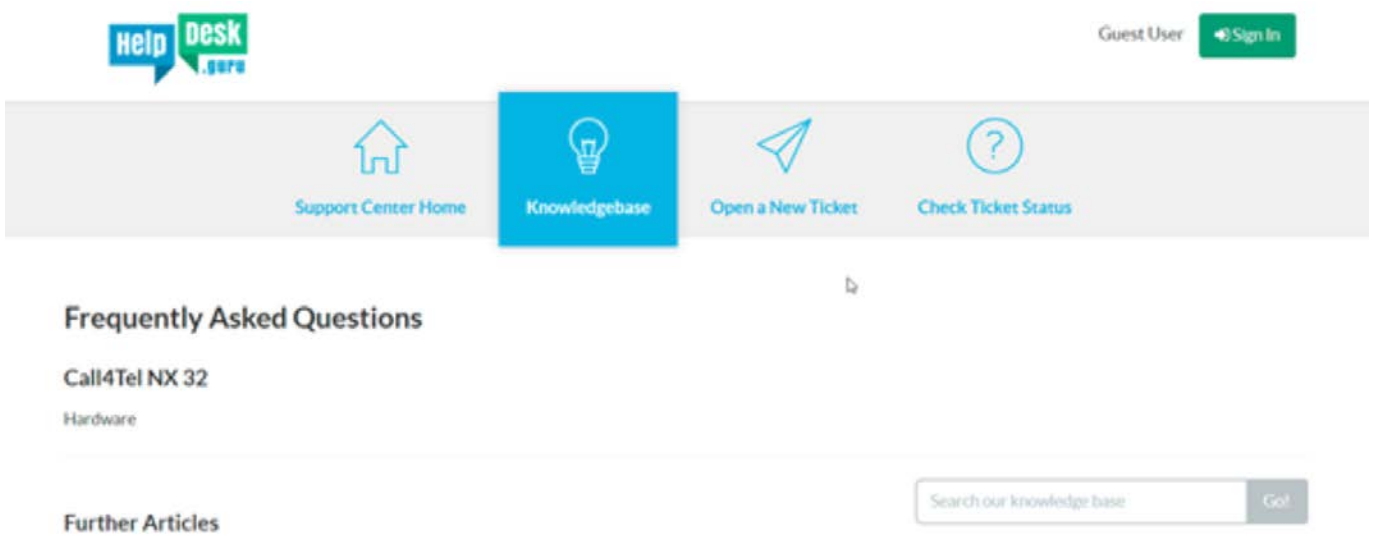 Help Desk
.guru
Guest User Sign In
Support Center Home Knowledgebase Open a New Ticket Check Ticket Status
?
Frequently Asked Questions
Call4Tel NX 32
Hardware
Search our knowledge base Go!
Further Articles